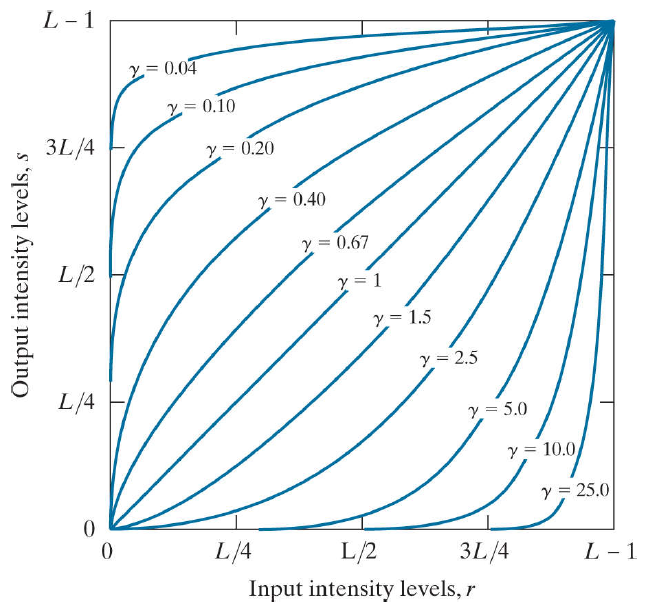 L – 1
γ = 0.04
γ = 0.10
3L/4
γ = 0.20
γ = 0.40
γ = 0.67
L/2
γ = 1
γ = 1.5
γ = 2.5
L/4
γ = 5.0
γ = 10.0
γ = 25.0
0
Output intensity levels, s
0 L/4 L/2 3L/4 L – 1
Input intensity levels, r